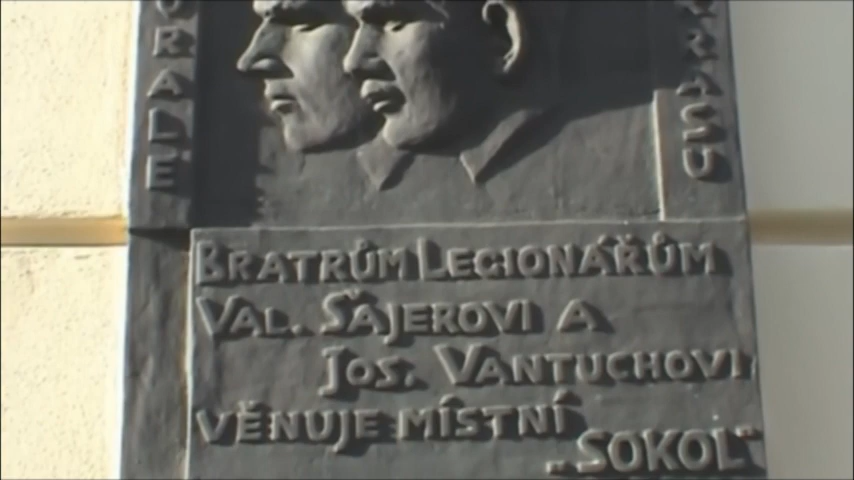 BRATRŮM LEGIONÁŘŮM
VAL. ŠAJEROVI A
JOS. VANTUCHOVI
VĚNUJE MÍSTNÍ
„SOKOL“